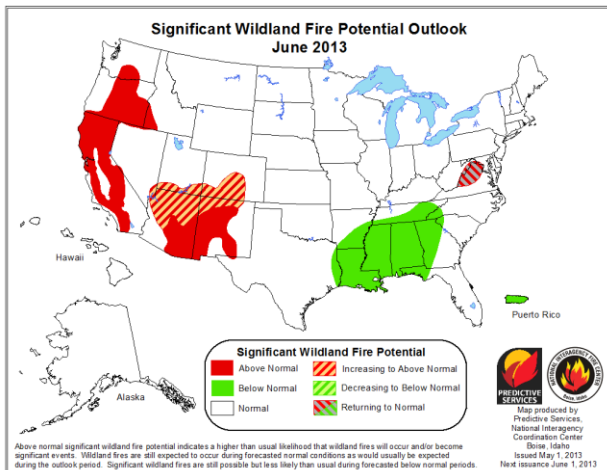 Significant Wildland Fire Potential Outlook
June 2013
Hawaii
Puerto Rico
Alaska
Significant Wildland Fire Potential
Above Normal
Increasing to Above Normal
Below Normal
Decreasing to Below Normal
Normal
Returning to Normal
PREDICTIVE
SERVICES
NATIONAL INTERAGENCY FIRE CENTER
Boise, Idaho
Map produced by
Predictive Services,
National Interagency
Coordination Center
Boise, Idaho
Issued May 1, 2013
Next issuance June 1, 2013
Above normal significant wildland fire potential indicates a higher than usual likelihood that wildland fires will occur and/or become
significant events. Wildland fires are still expected to occur during forecasted normal conditions as would usually be expected
during the outlook period. Significant wildland fires are still possible but less likely than usual during forecasted below normal periods.